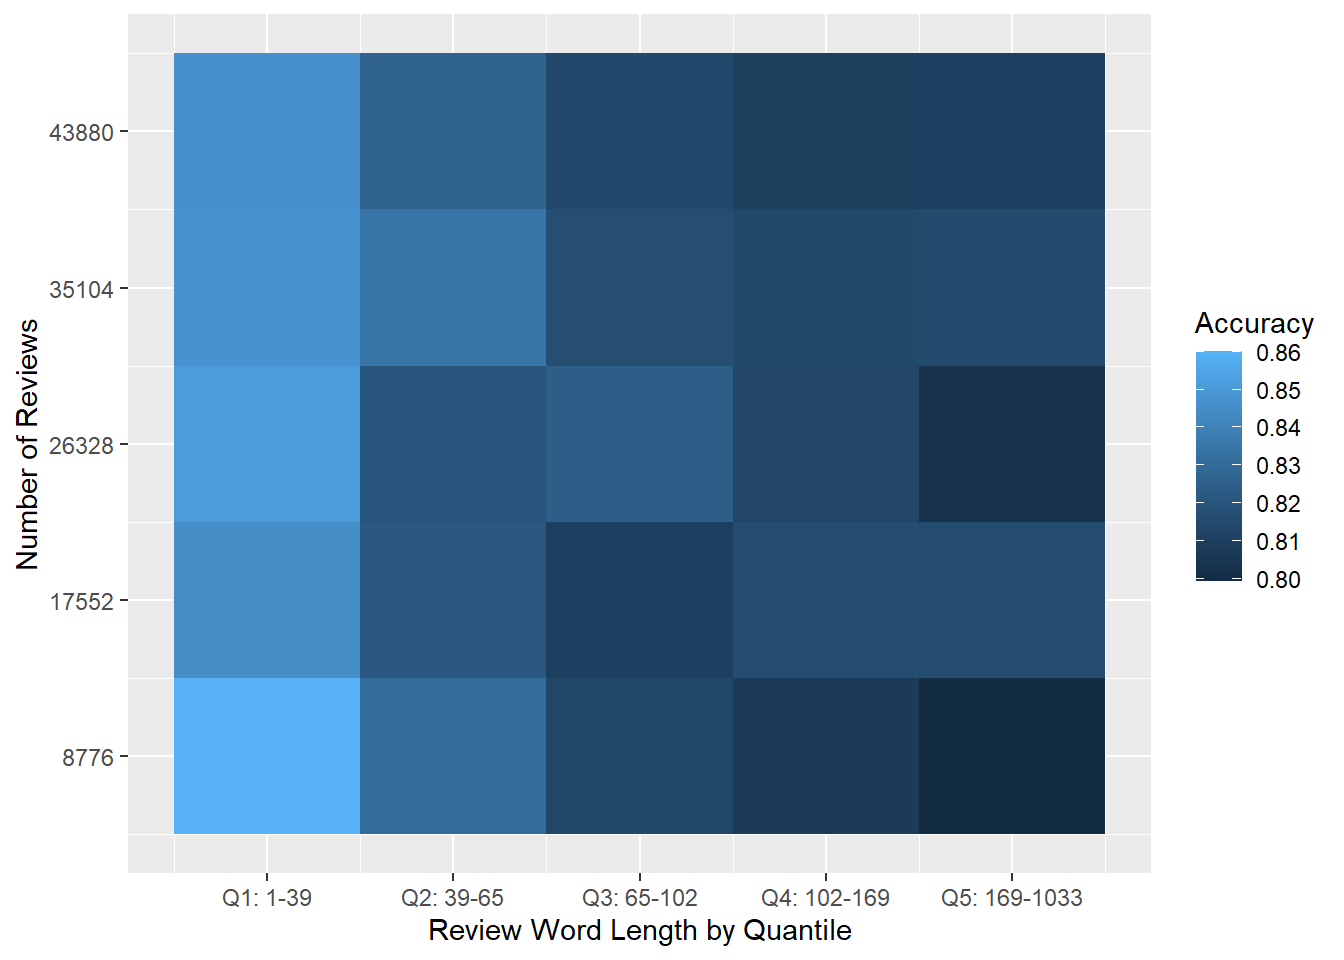 43880
35104
26328
17552
8776
Number of Reviews
Q1: 1-39
Q2: 39-65
Q3: 65-102
Q4: 102-169
Q5: 169-1033
Review Word Length by Quantile
Accuracy
0.86
0.85
0.84
0.83
0.82
0.81
0.80